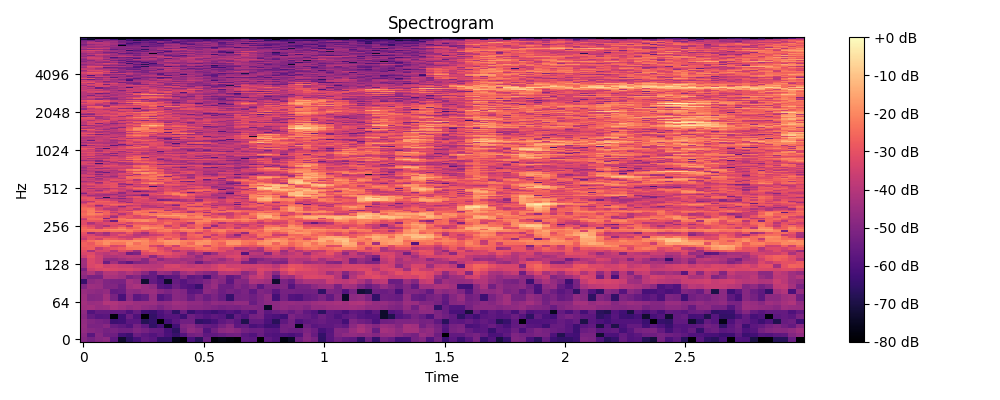 Spectrogram
Hz
4096
2048
1024
512
256
128
64
0
0
0.5
1
1.5
2
2.5
Time
+0 dB
-10 dB
-20 dB
-30 dB
-40 dB
-50 dB
-60 dB
-70 dB
-80 dB